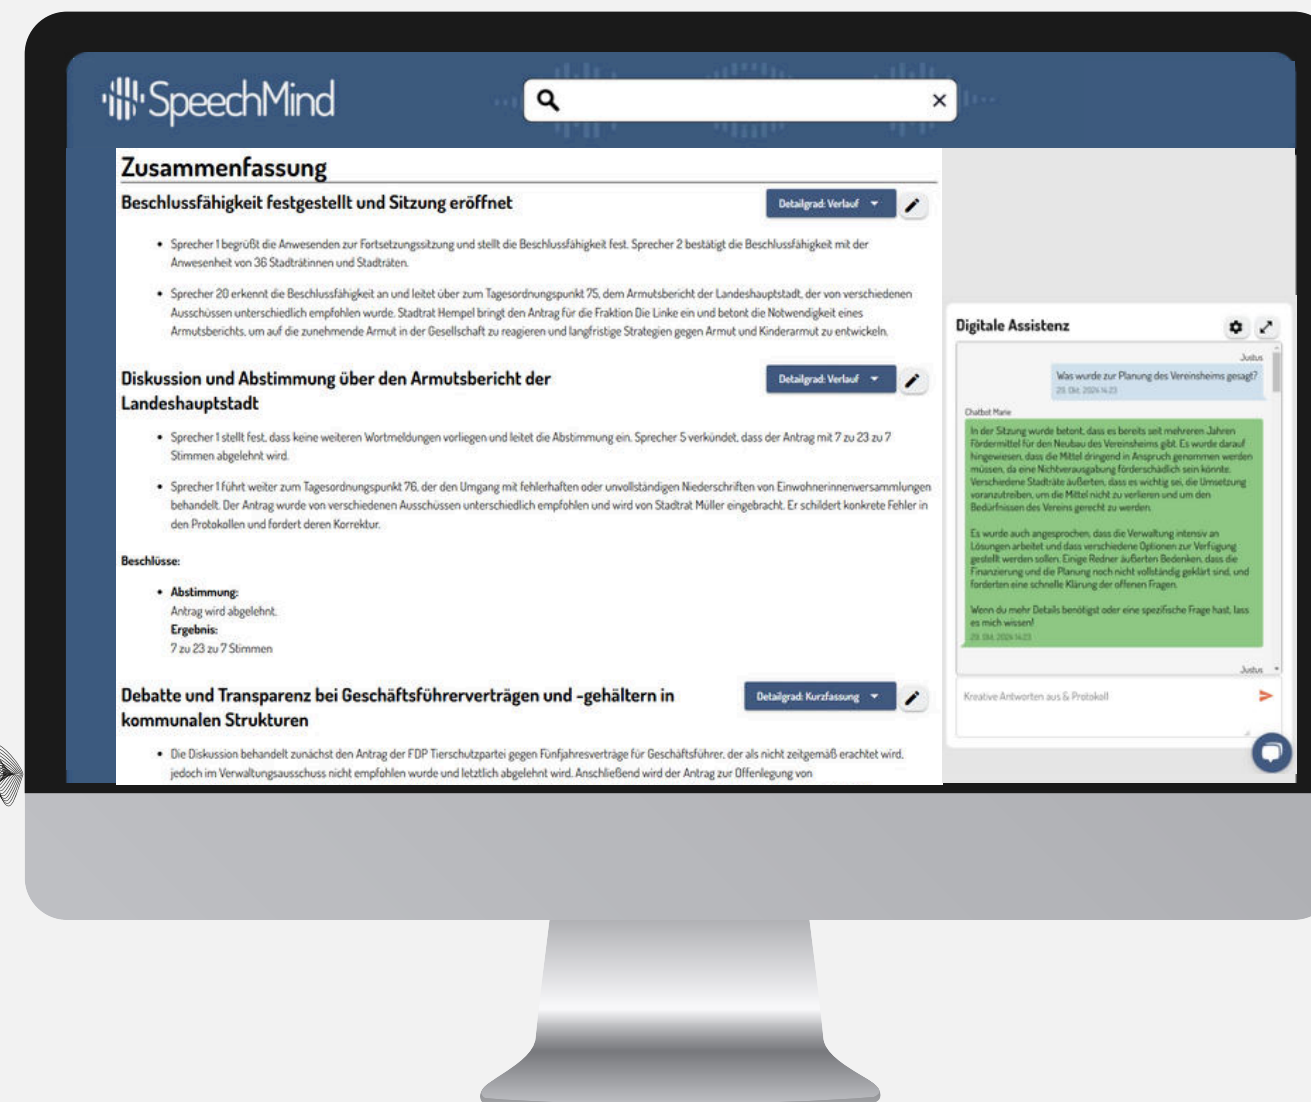 SpeechMind
Zusammenfassung
Beschlussfähigkeit festgestellt und Sitzung eröffnet
Detailgrad: Verlauf
• Sprecher 1 begrüßt die Anwesenden zur Fortsetzungssitzung und stellt die Beschlussfähigkeit fest. Sprecher 2 bestätigt die Beschlussfähigkeit mit der
Anwesenheit von 36 Stadträtinnen und Stadträten.
• Sprecher 20 erkennt die Beschlussfähigkeit an und leitet über zum Tagesordnungspunkt 75, dem Armutsbericht der Landeshauptstadt, der von verschiedenen
Ausschüssen unterschiedlich empfohlen wurde. Stadtrat Hempel bringt den Antrag für die Fraktion Die Linke ein und betont die Notwendigkeit eines
Armutsberichts, um auf die zunehmende Armut in der Gesellschaft zu reagieren und langfristige Strategien gegen Armut und Kinderarmut zu entwickeln.
Diskussion und Abstimmung über den Armutsbericht der
Landeshauptstadt
Detailgrad: Verlauf
• Sprecher 1 stellt fest, dass keine weiteren Wortmeldungen vorliegen und leitet die Abstimmung ein. Sprecher 5 verkündet, dass der Antrag mit 7 zu 23 zu 7
Stimmen abgelehnt wird.
• Sprecher 1 führt weiter zum Tagesordnungspunkt 76, der den Umgang mit fehlerhaften oder unvollständigen Niederschriften von Einwohnerinnenversammlungen
behandelt. Der Antrag wurde von verschiedenen Ausschüssen unterschiedlich empfohlen und wird von Stadtrat Müller eingebracht. Er schildert konkrete Fehler in
den Protokollen und fordert deren Korrektur.
Beschlüsse:
• Abstimmung:
Antrag wird abgelehnt.
Ergebnis:
7 zu 23 zu 7 Stimmen
Debatte und Transparenz bei Geschäftsführerverträgen und -gehältern in
kommunalen Strukturen
Detailgrad: Kurzfassung
• Die Diskussion behandelt zunächst den Antrag der FDP Tierschutzpartei gegen Fünfjahresverträge für Geschäftsführer, der als nicht zeitgemäß erachtet wird,
jedoch im Verwaltungsausschuss nicht empfohlen wurde und letztlich abgelehnt wird. Anschließend wird der Antrag zur Offenlegung von
Digitale Assistenz
Justus
Was wurde zur Planung des Vereinsheims gesagt?
29. Okt. 2024 14:23
Chatbot Marie
In der Sitzung wurde betont, dass es bereits seit mehreren Jahren
Fördermittel für den Neubau des Vereinsheims gibt. Es wurde darauf
hingewiesen, dass die Mittel dringend in Anspruch genommen werden
müssen, da eine Nichtverausgabung förderschädlich sein könnte.
Verschiedene Stadträte äußerten, dass es wichtig sei, die Umsetzung
voranzutreiben, um die Mittel nicht zu verlieren und um den
Bedürfnissen des Vereins gerecht zu werden.
Es wurde auch angesprochen, dass die Verwaltung intensiv an
Lösungen arbeitet und dass verschiedene Optionen zur Verfügung
gestellt werden sollen. Einige Redner äußerten Bedenken, dass die
Finanzierung und die Planung noch nicht vollständig geklärt sind, und
forderten eine schnelle Klärung der offenen Fragen.
Wenn du mehr Details benötigst oder eine spezifische Frage hast, lass
es mich wissen!
29. Okt. 2024 14:23
Justus
Kreative Antworten aus & Protokoll